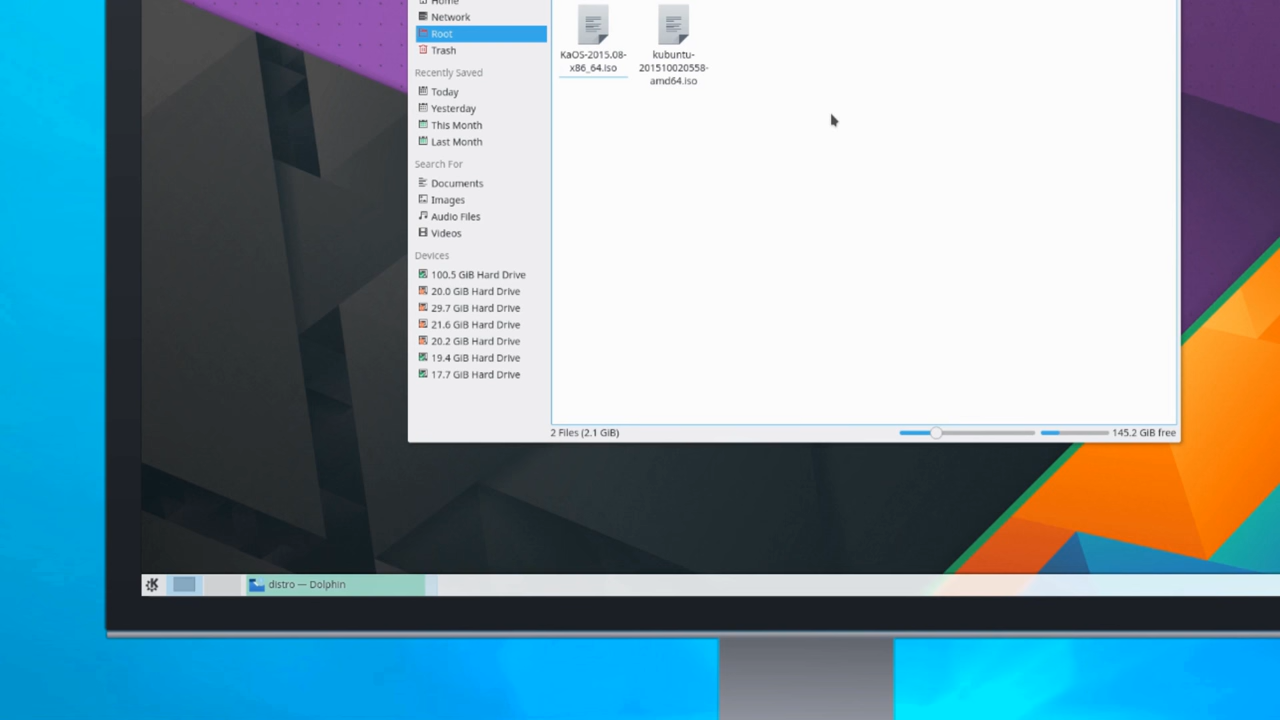 Home
Network
Root
Trash
Recently Saved
Today
Yesterday
This Month
Last Month
Search For
Documents
Images
Audio Files
Videos
Devices
100.5 GiB Hard Drive
20.0 GiB Hard Drive
29.7 GiB Hard Drive
21.6 GiB Hard Drive
20.2 GiB Hard Drive
19.4 GiB Hard Drive
17.7 GiB Hard Drive
KaOS-2015.08-
x86_64.iso
kubuntu-
201510020558-
amd64.iso
2 Files (2.1 GiB)
145.2 GiB free
distro — Dolphin